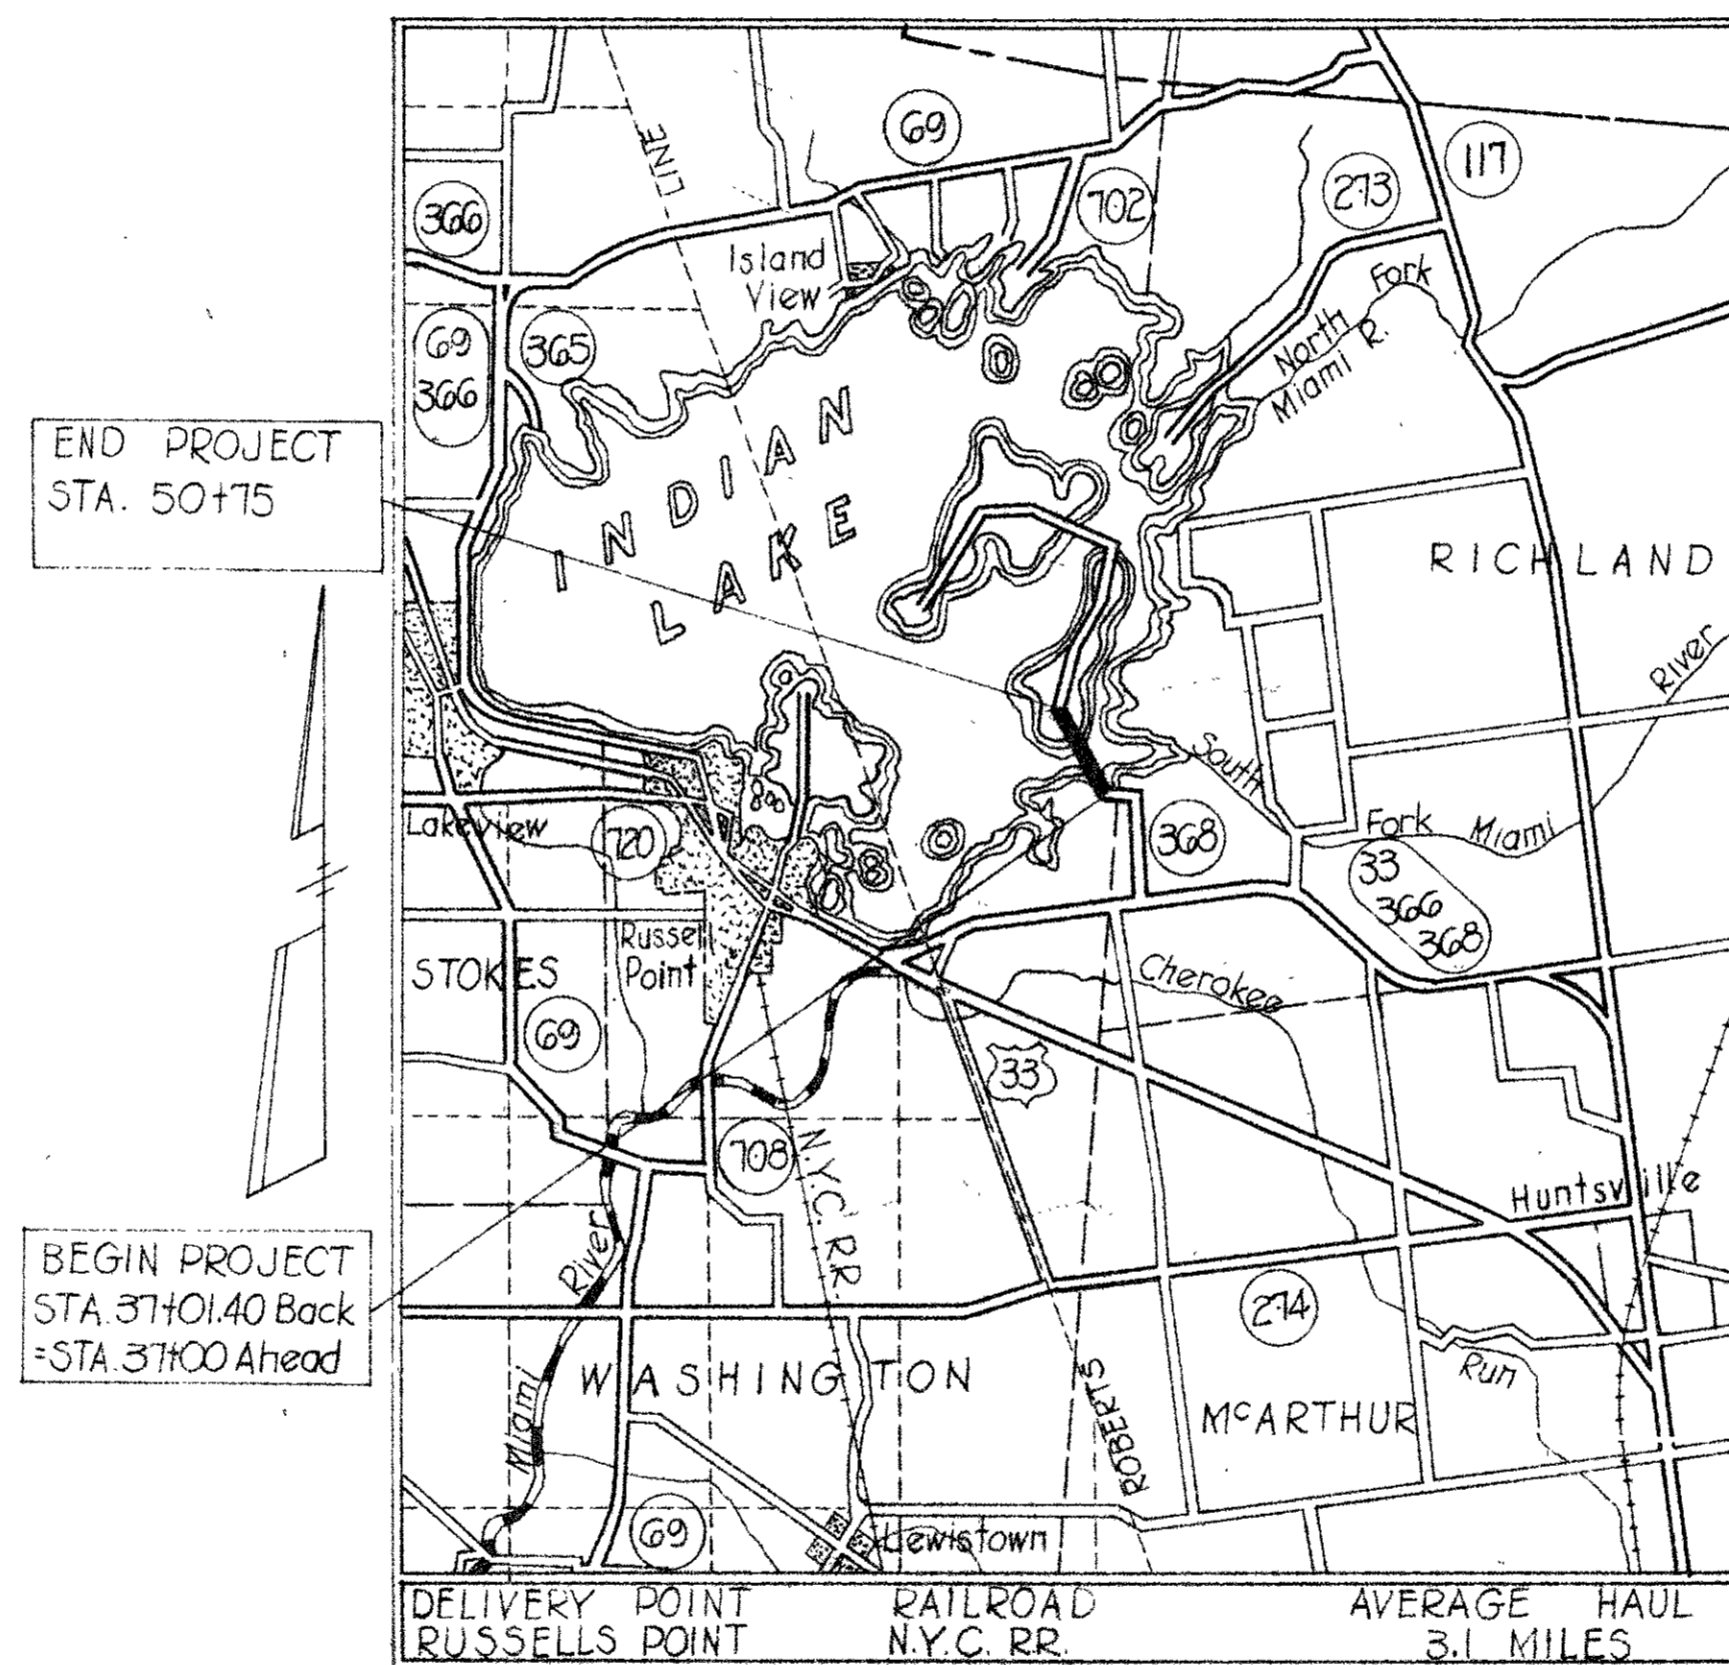 69
117
273
702
366
LINE
Island
View
North Fork
Miami R.
69
366
365
END PROJECT
STA. 50+75
INDIAN
LAKE
RICHLAND
River
South
Fork Miami
Lakeview
720
368
33
366
368
Russell
Point
STOKES
Cherokee
69
33
708
N.Y.C. RR.
Huntsville
BEGIN PROJECT
STA. 37+01.40 Back
=STA. 37+00 Ahead
River
274
WASHINGTON
Miami
ROBERTS
McARTHUR
Run
69
Lewistown
DELIVERY POINT RAILROAD AVERAGE HAUL
RUSSELLS POINT N.Y.C. RR. 3.1 MILES